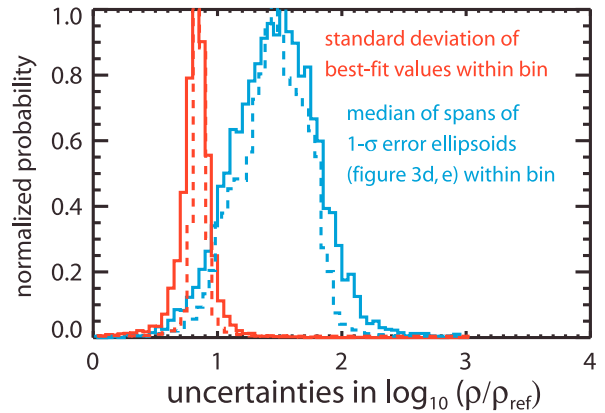 normalized probability
1.0
0.8
0.6
0.4
0.2
0.0
standard deviation of
best-fit values within bin
median of spans of
1-σ error ellipsoids
(figure 3d, e) within bin
0 1 2 3 4
uncertainties in log₁₀ (ρ/ρref)